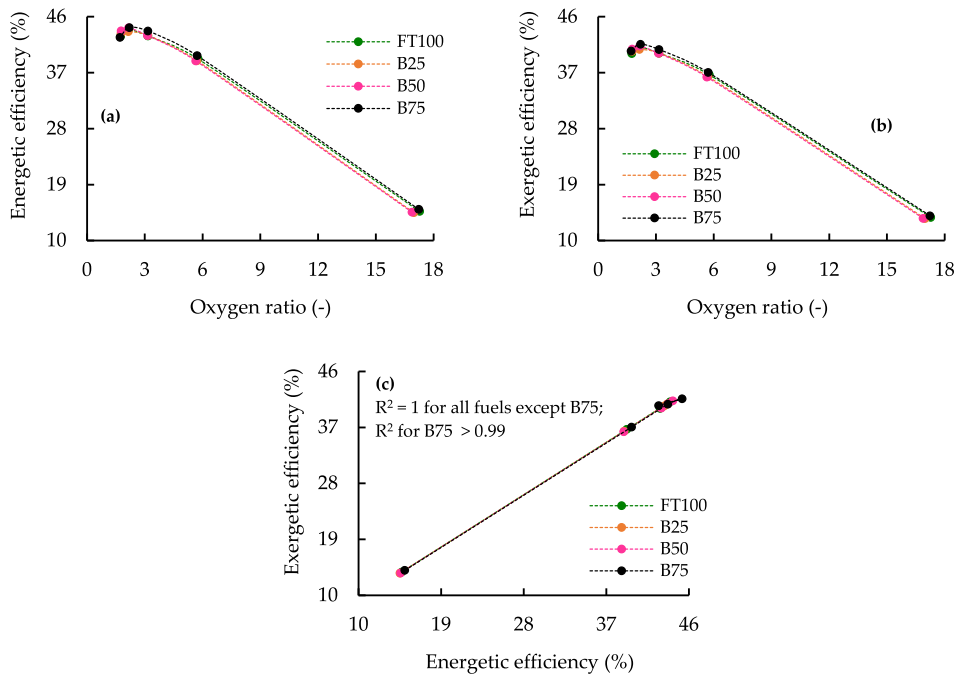 Energetic efficiency (%)
46
37
28
19
10
(a)
FT100
B25
B50
B75
0 3 6 9 12 15 18
Oxygen ratio (-)
Exergetic efficiency (%)
46
37
28
19
10
(b)
FT100
B25
B50
B75
0 3 6 9 12 15 18
Oxygen ratio (-)
Exergetic efficiency (%)
46
37
28
19
10
(c)
R² = 1 for all fuels except B75;
R² for B75 > 0.99
FT100
B25
B50
B75
10 19 28 37 46
Energetic efficiency (%)